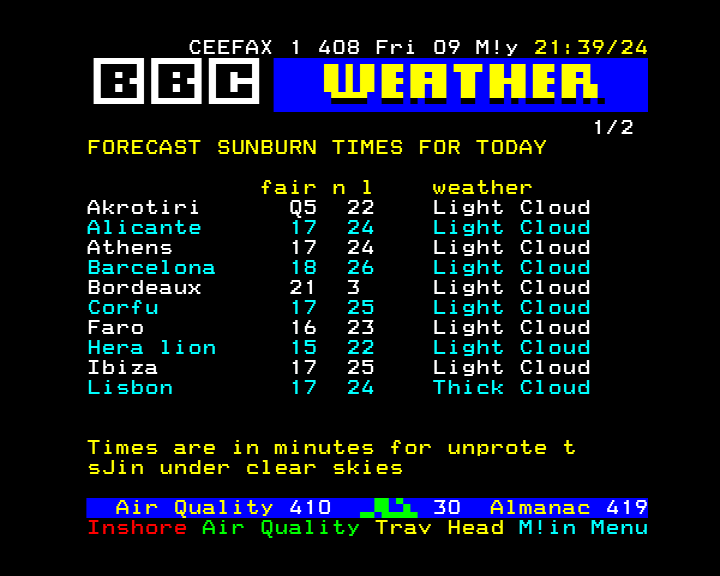 CEEFAX 1 408 Fri 09 M!y 21:39/24
BBC WEATHER
1/2
FORECAST SUNBURN TIMES FOR TODAY
fair n l weather
Akrotiri Q5 22 Light Cloud
Alicante 17 24 Light Cloud
Athens 17 24 Light Cloud
Barcelona 18 26 Light Cloud
Bordeaux 21 3 Light Cloud
Corfu 17 25 Light Cloud
Faro 16 23 Light Cloud
Hera lion 15 22 Light Cloud
Ibiza 17 25 Light Cloud
Lisbon 17 24 Thick Cloud
Times are in minutes for unprote t
sJin under clear skies
Air Quality 410 30 Almanac 419
Inshore Air Quality Trav Head M!in Menu